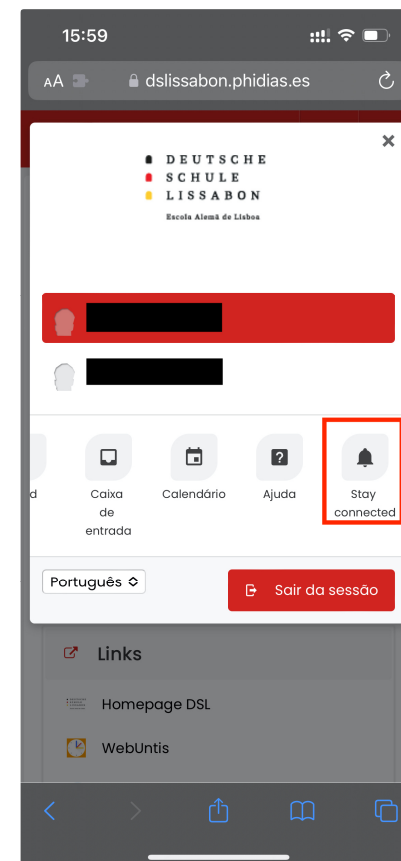 15:59
AA dslissabon.phidias.es
DEUTSCHE
SCHULE
LISSABON
Escola Alemã de Lisboa
d
Caixa de entrada
Calendário
Ajuda
Stay connected
Português
Sair da sessão
Links
Homepage DSL
WebUntis